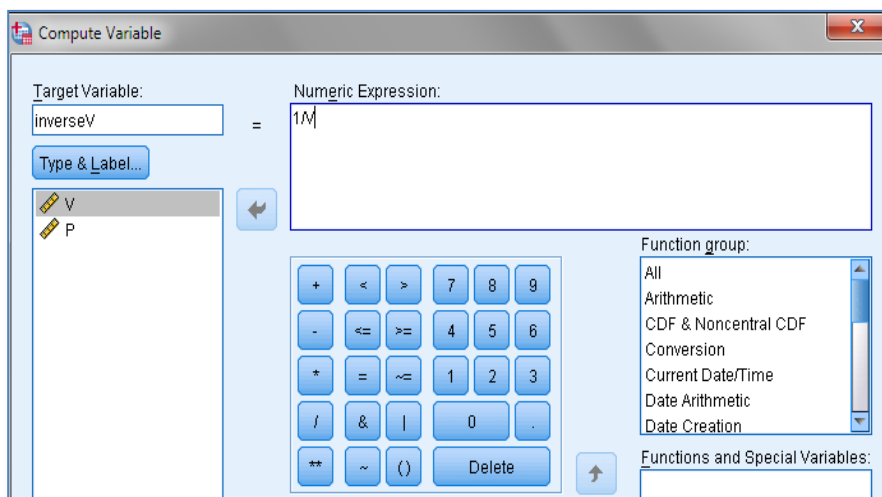 Compute Variable
X
Target Variable:
Numeric Expression:
inverseV
=
1/V
Type & Label...
V
P
Function group:
All
Arithmetic
CDF & Noncentral CDF
Conversion
Current Date/Time
Date Arithmetic
Date Creation
+ < > 7 8 9
- <= >= 4 5 6
* = ~= 1 2 3
/ & | 0 .
** ~ () Delete
Functions and Special Variables: